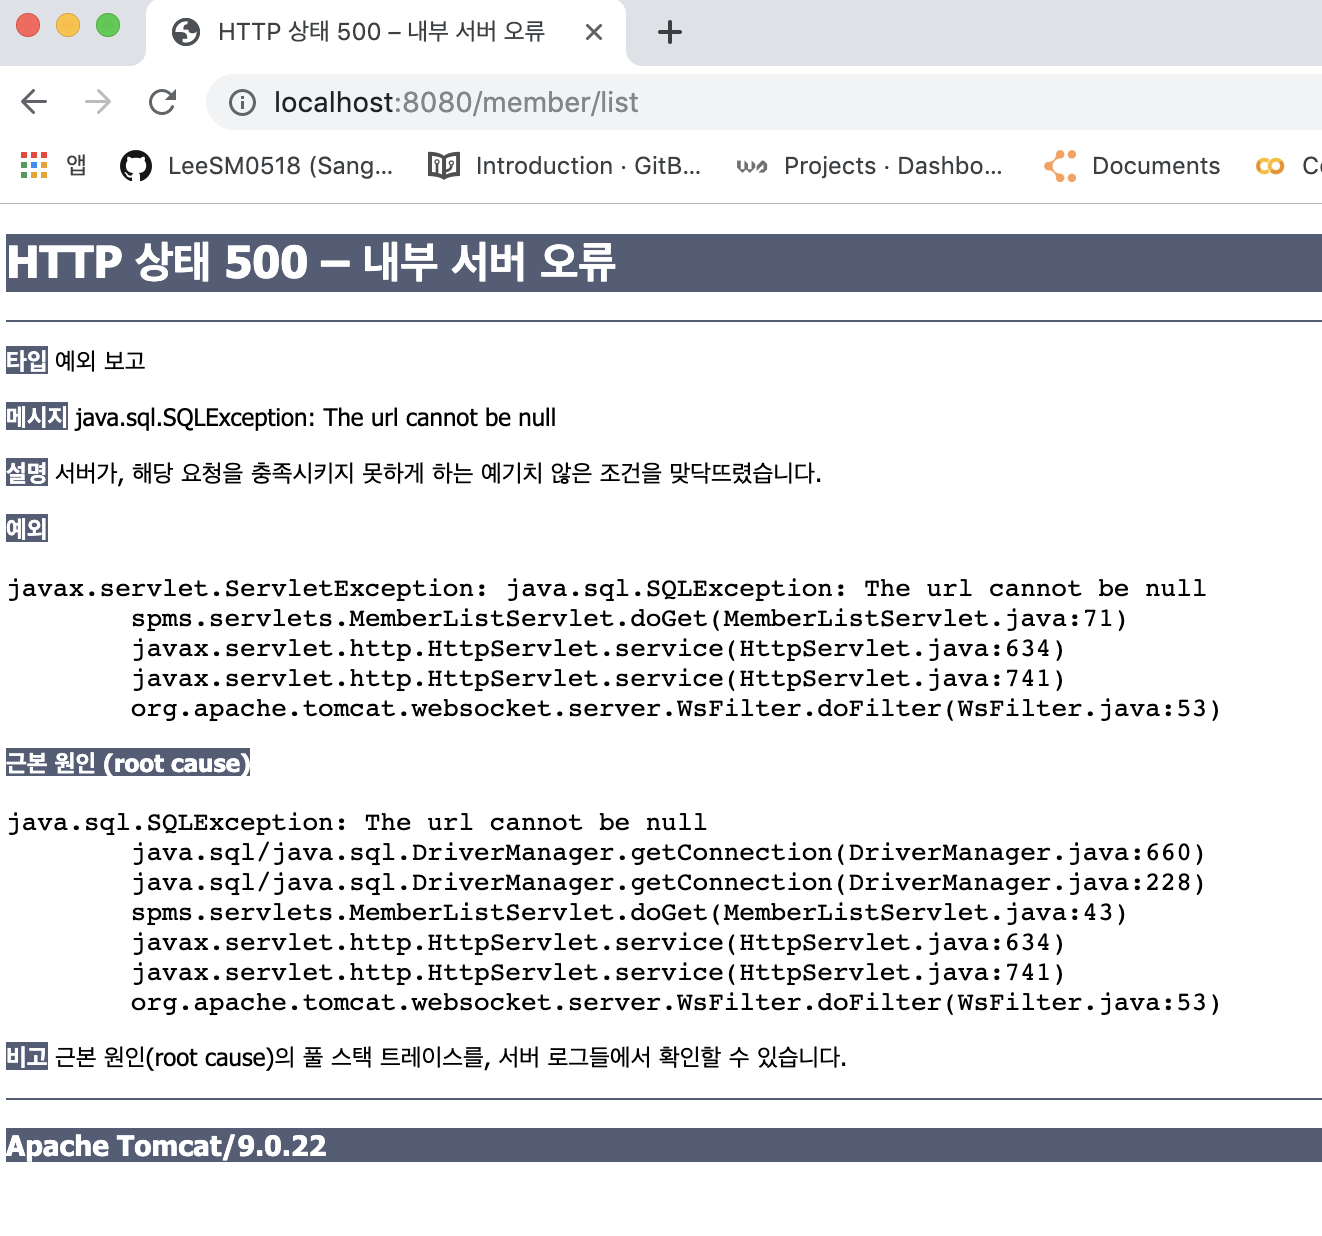 HTTP 상태 500 – 내부 서버 오류
localhost:8080/member/list
앱 LeeSM0518 (Sang... Introduction · GitB... Projects · Dashbo... Documents
HTTP 상태 500 – 내부 서버 오류
타입 예외 보고
메시지 java.sql.SQLException: The url cannot be null
설명 서버가, 해당 요청을 충족시키지 못하게 하는 예기치 않은 조건을 맞닥뜨렸습니다.
예외
javax.servlet.ServletException: java.sql.SQLException: The url cannot be null
spms.servlets.MemberListServlet.doGet(MemberListServlet.java:71)
javax.servlet.http.HttpServlet.service(HttpServlet.java:634)
javax.servlet.http.HttpServlet.service(HttpServlet.java:741)
org.apache.tomcat.websocket.server.WsFilter.doFilter(WsFilter.java:53)
근본 원인 (root cause)
java.sql.SQLException: The url cannot be null
java.sql/java.sql.DriverManager.getConnection(DriverManager.java:660)
java.sql/java.sql.DriverManager.getConnection(DriverManager.java:228)
spms.servlets.MemberListServlet.doGet(MemberListServlet.java:43)
javax.servlet.http.HttpServlet.service(HttpServlet.java:634)
javax.servlet.http.HttpServlet.service(HttpServlet.java:741)
org.apache.tomcat.websocket.server.WsFilter.doFilter(WsFilter.java:53)
비고 근본 원인(root cause)의 풀 스택 트레이스를, 서버 로그들에서 확인할 수 있습니다.
Apache Tomcat/9.0.22